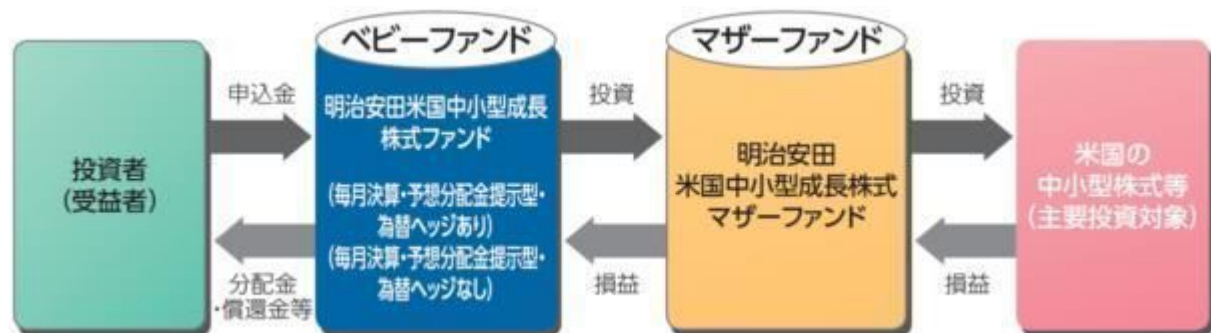 ベビーファンド
マザーファンド
投資者
(受益者)
申込金
分配金
・償還金等
明治安田米国中小型成長
株式ファンド
(毎月決算・予想分配金提示型・
為替ヘッジあり)
(毎月決算・予想分配金提示型・
為替ヘッジなし)
投資
損益
明治安田
米国中小型成長株式
マザーファンド
投資
損益
米国の
中小型株式等
(主要投資対象)